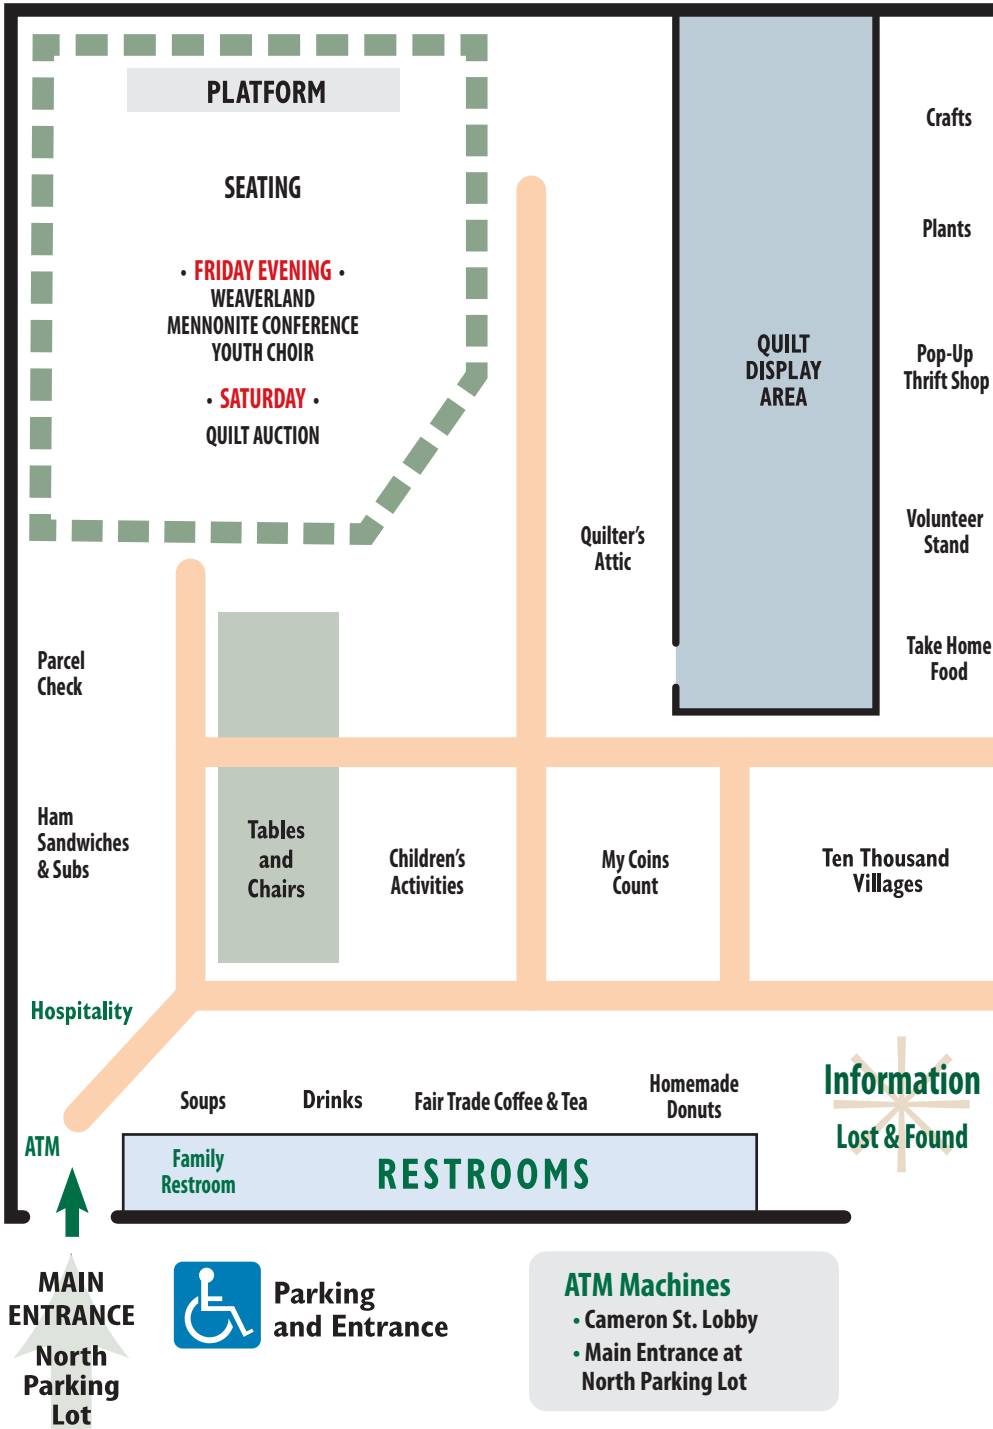 PLATFORM
SEATING
• FRIDAY EVENING •
WEAVERLAND
MENNONITE CONFERENCE
YOUTH CHOIR
• SATURDAY •
QUILT AUCTION
QUILT
DISPLAY
AREA
Crafts
Plants
Pop-Up
Thrift Shop
Volunteer
Stand
Take Home
Food
Quilter's
Attic
Parcel
Check
Ham
Sandwiches
& Subs
Tables
and
Chairs
Children's
Activities
My Coins
Count
Ten Thousand
Villages
Hospitality
ATM
Soups
Drinks
Fair Trade Coffee & Tea
Homemade
Donuts
Information
Lost & Found
Family
Restroom
RESTROOMS
MAIN
ENTRANCE
North
Parking
Lot
Parking
and Entrance
ATM Machines
• Cameron St. Lobby
• Main Entrance at
North Parking Lot